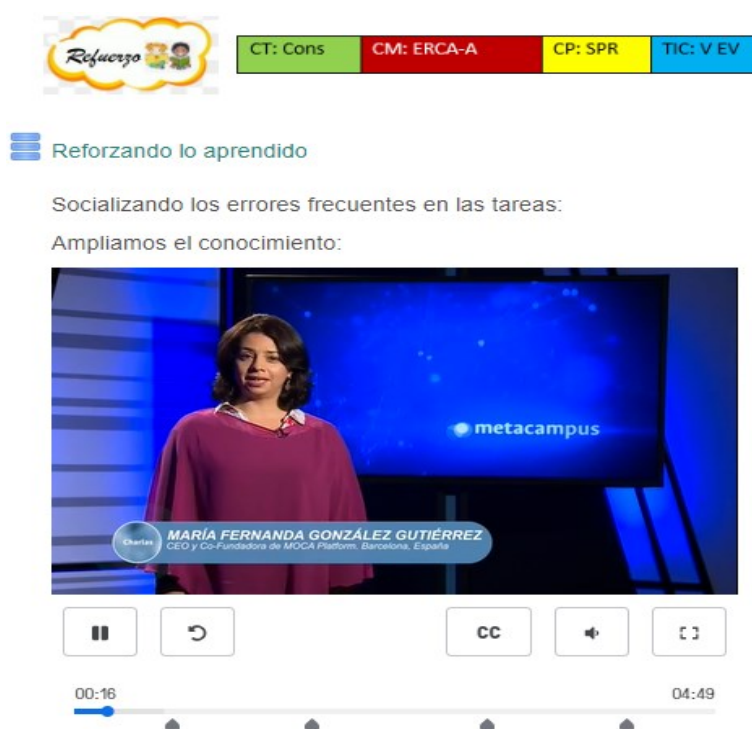 Refuerzo
CT: Cons CM: ERCA-A CP: SPR TIC: V EV
Reforzando lo aprendido
Socializando los errores frecuentes en las tareas:
Ampliamos el conocimiento:
metacampus
Charlas
MARÍA FERNANDA GONZÁLEZ GUTIÉRREZ
CEO y Co-Fundadora de MOCA Platform. Barcelona, España
CC
00:16 04:49